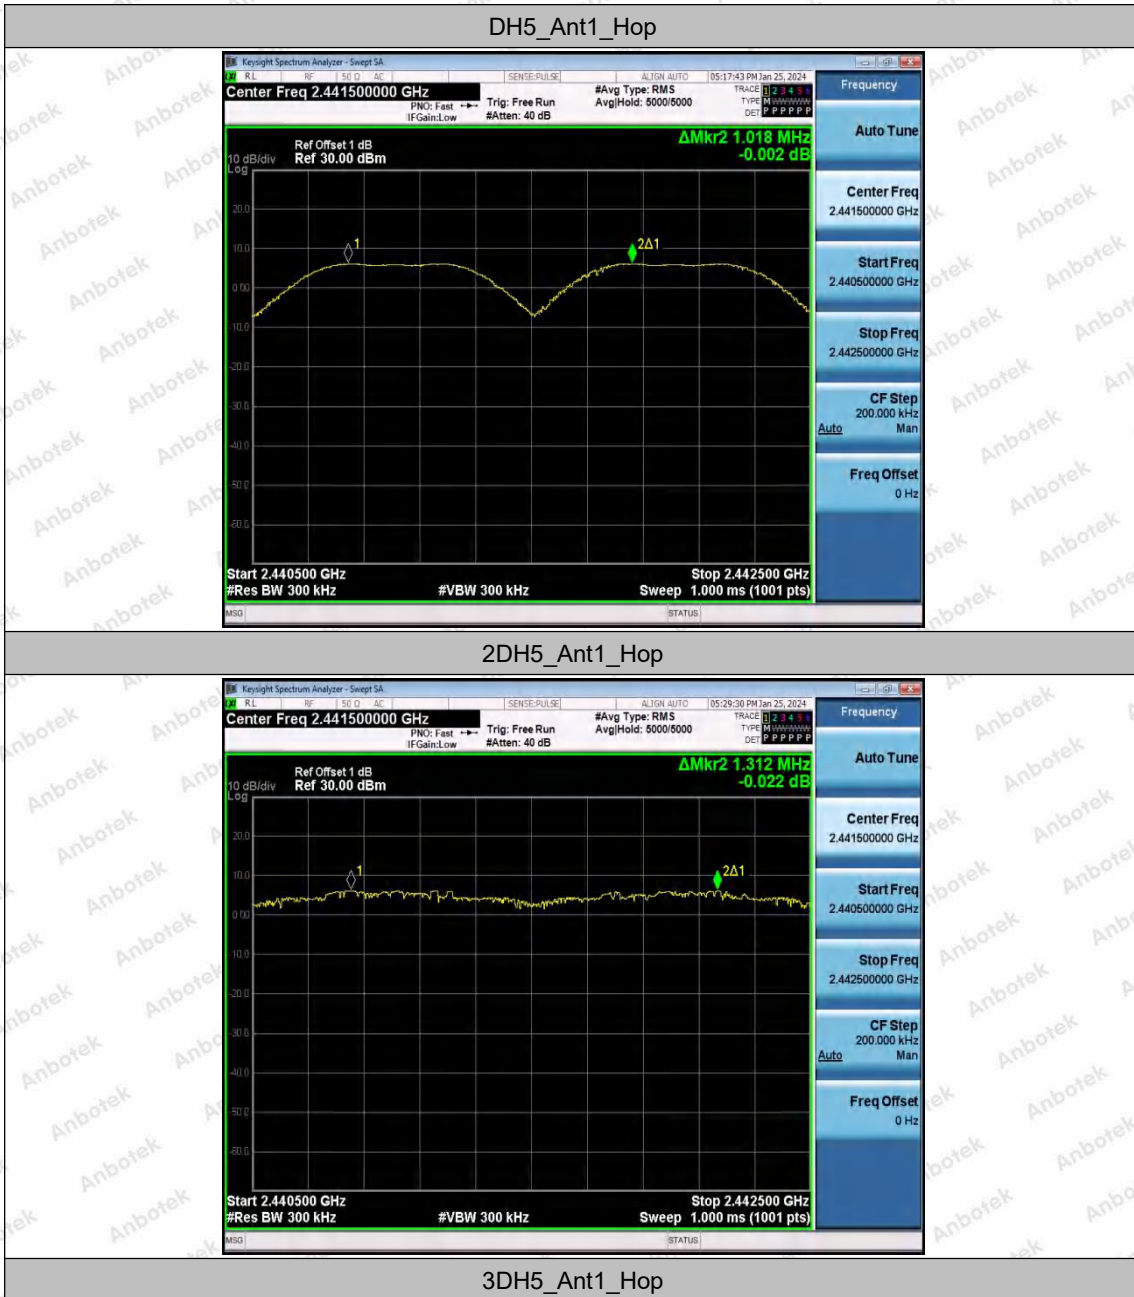 DH5_Ant1_Hop
Keysight Spectrum Analyzer - Swept SA
RL RF 50 Ω AC SENSE:PULSE ALIGN AUTO 05:17:43 PM Jan 25, 2024
Center Freq 2.441500000 GHz
PNO: Fast
IFGain:Low
Trig: Free Run
#Atten: 40 dB
#Avg Type: RMS
Avg|Hold: 5000/5000
TRACE 1 2 3 4 5 6
TYPE M
DET P P P P P P
Frequency
ΔMkr2 1.018 MHz
-0.002 dB
Ref Offset 1 dB
10 dB/div Ref 30.00 dBm
Log
20.0
10.0
0.00
-10.0
-20.0
-30.0
-40.0
-50.0
-60.0
1
2Δ1
Auto Tune
Center Freq
2.441500000 GHz
Start Freq
2.440500000 GHz
Stop Freq
2.442500000 GHz
CF Step
200.000 kHz
Auto Man
Freq Offset
0 Hz
Start 2.440500 GHz Stop 2.442500 GHz
#Res BW 300 kHz #VBW 300 kHz Sweep 1.000 ms (1001 pts)
MSG STATUS
2DH5_Ant1_Hop
Keysight Spectrum Analyzer - Swept SA
RL RF 50 Ω AC SENSE:PULSE ALIGN AUTO 05:29:30 PM Jan 25, 2024
Center Freq 2.441500000 GHz
PNO: Fast
IFGain:Low
Trig: Free Run
#Atten: 40 dB
#Avg Type: RMS
Avg|Hold: 5000/5000
TRACE 1 2 3 4 5 6
TYPE M
DET P P P P P P
Frequency
ΔMkr2 1.312 MHz
-0.022 dB
Ref Offset 1 dB
10 dB/div Ref 30.00 dBm
Log
20.0
10.0
0.00
-10.0
-20.0
-30.0
-40.0
-50.0
-60.0
1
2Δ1
Auto Tune
Center Freq
2.441500000 GHz
Start Freq
2.440500000 GHz
Stop Freq
2.442500000 GHz
CF Step
200.000 kHz
Auto Man
Freq Offset
0 Hz
Start 2.440500 GHz Stop 2.442500 GHz
#Res BW 300 kHz #VBW 300 kHz Sweep 1.000 ms (1001 pts)
MSG STATUS
3DH5_Ant1_Hop